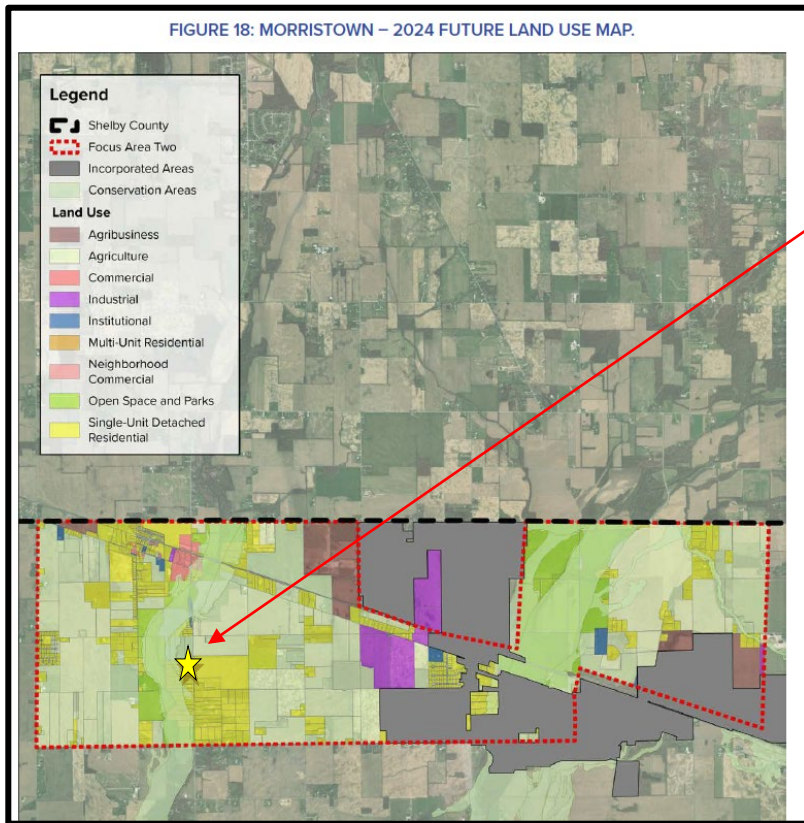 FIGURE 18: MORRISTOWN – 2024 FUTURE LAND USE MAP.
Legend
Shelby County
Focus Area Two
Incorporated Areas
Conservation Areas
Land Use
Agribusiness
Agriculture
Commercial
Industrial
Institutional
Multi-Unit Residential
Neighborhood
Commercial
Open Space and Parks
Single-Unit Detached
Residential